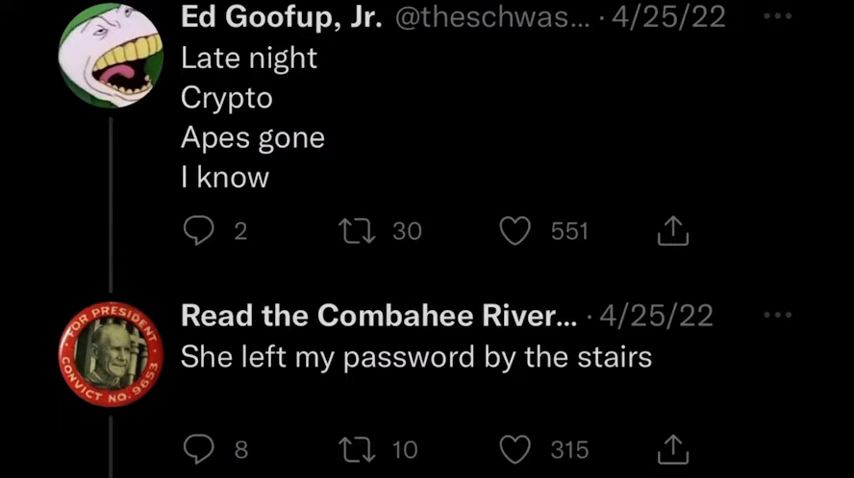 Ed Goofup, Jr. @theschwas... · 4/25/22
Late night
Crypto
Apes gone
I know
2 30 551
FOR PRESIDENT
CONVICT NO. 9653
Read the Combahee River... · 4/25/22
She left my password by the stairs
8 10 315